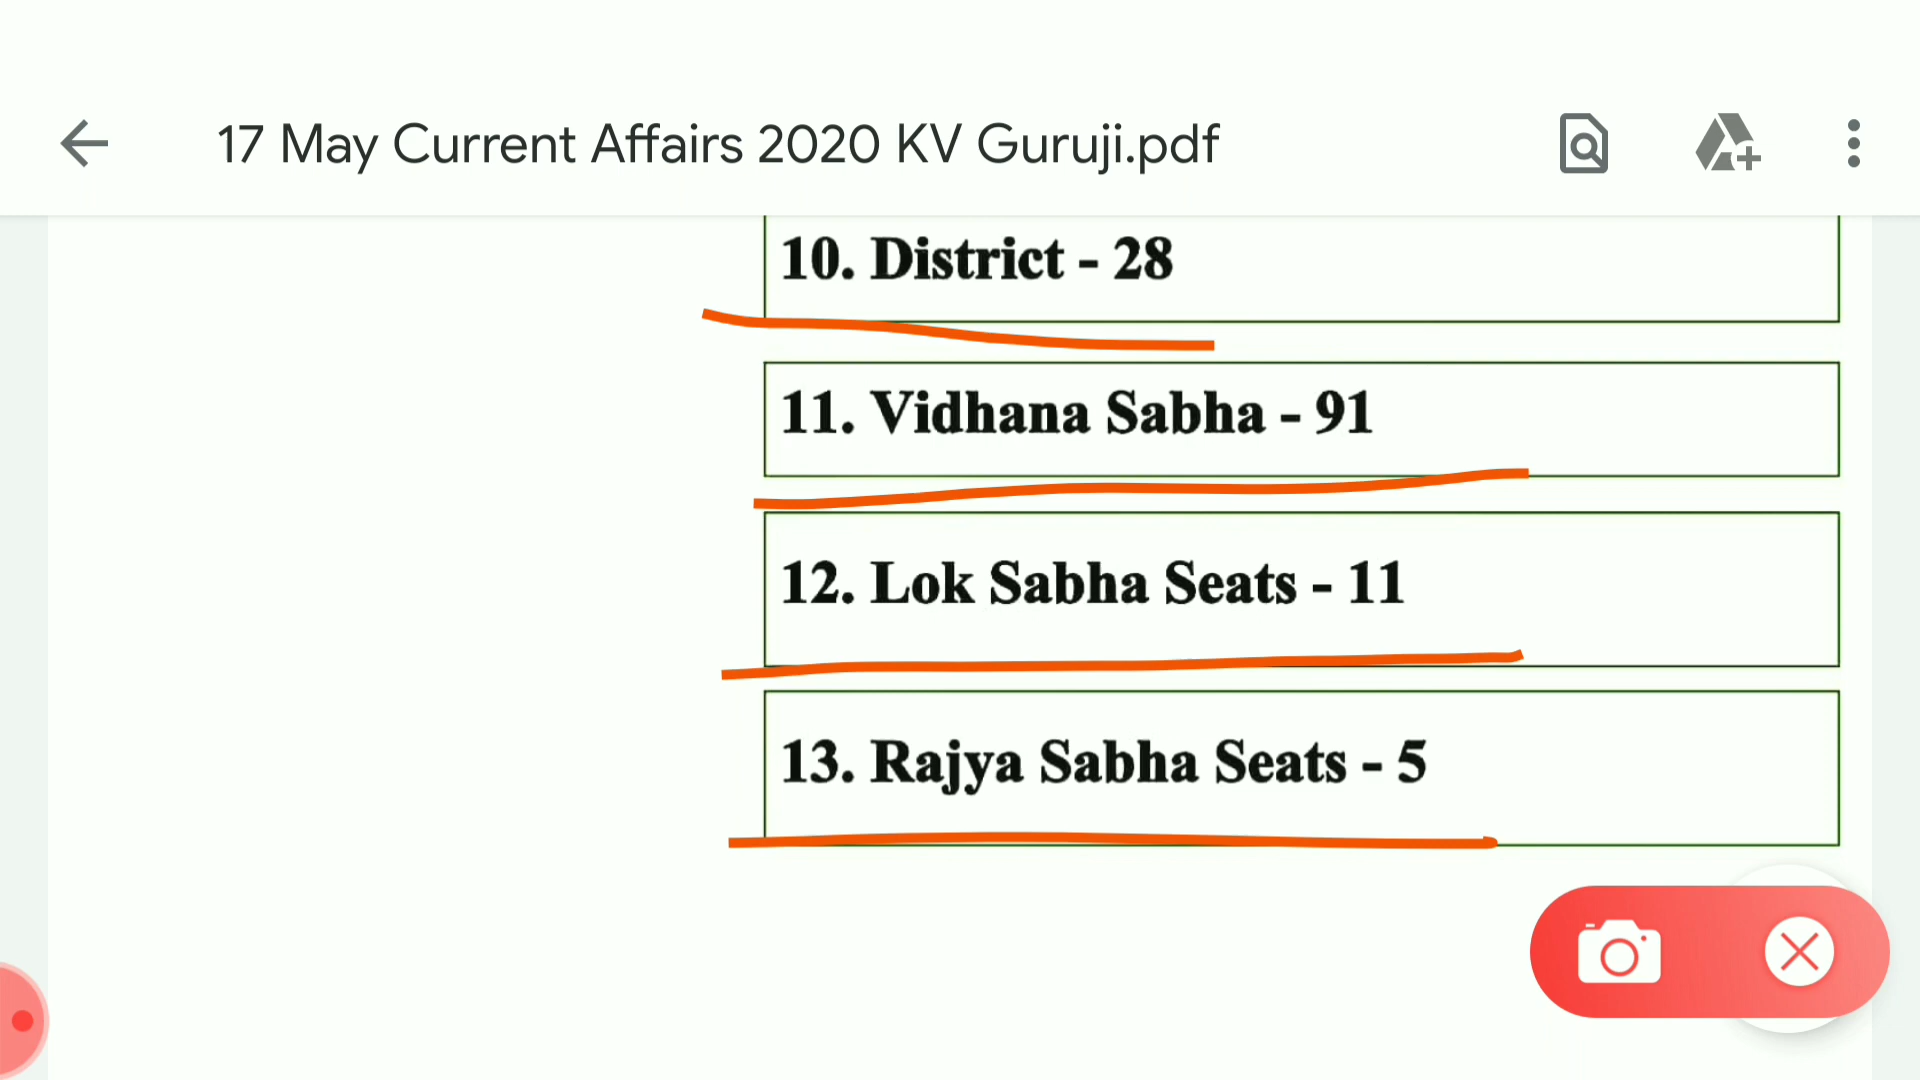 17 May Current Affairs 2020 KV Guruji.pdf
10. District - 28
11. Vidhana Sabha - 91
12. Lok Sabha Seats - 11
13. Rajya Sabha Seats - 5